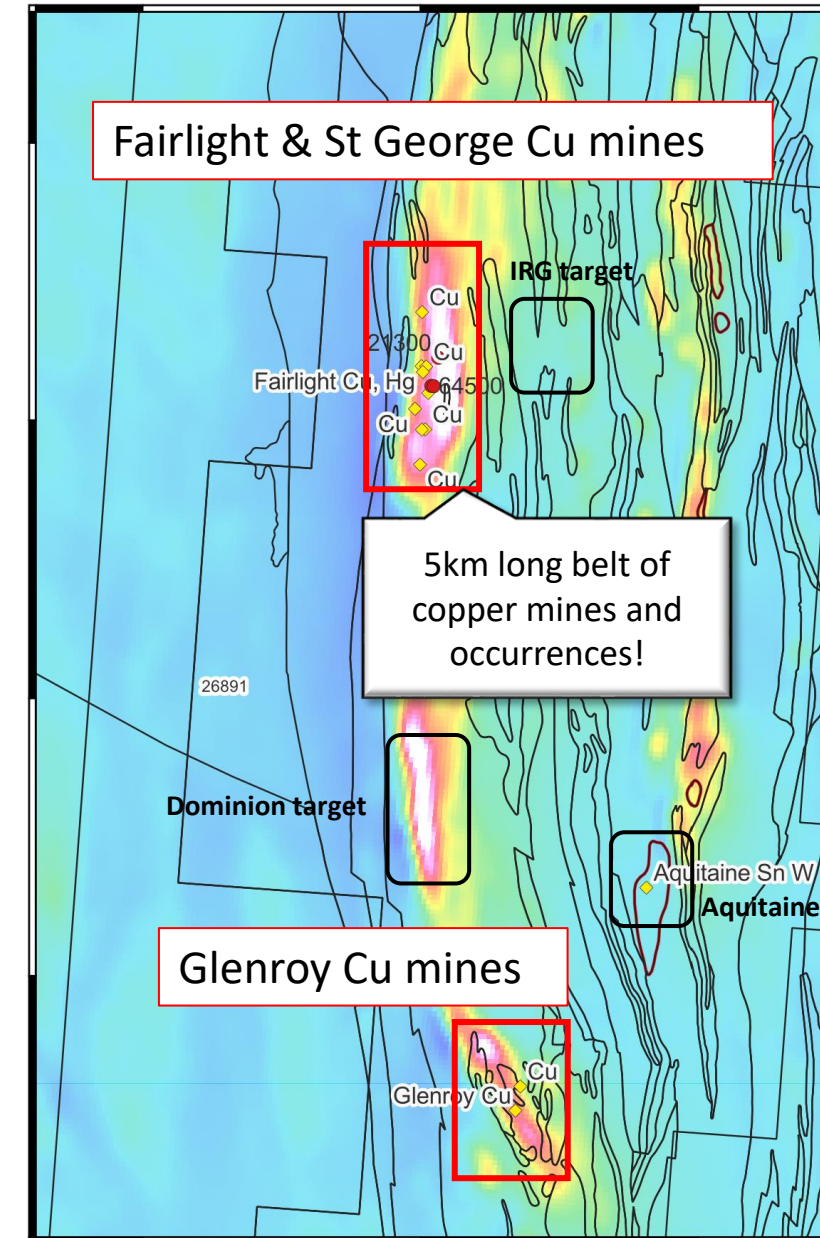 Fairlight & St George Cu mines
IRG target
Cu
21300
Cu
Fairlight Cu, Hg
64500
Cu
Cu
Cu
5km long belt of
copper mines and
occurrences!
26891
Dominion target
Aquitaine Sn W
Aquitaine
Glenroy Cu mines
Cu
Glenroy Cu